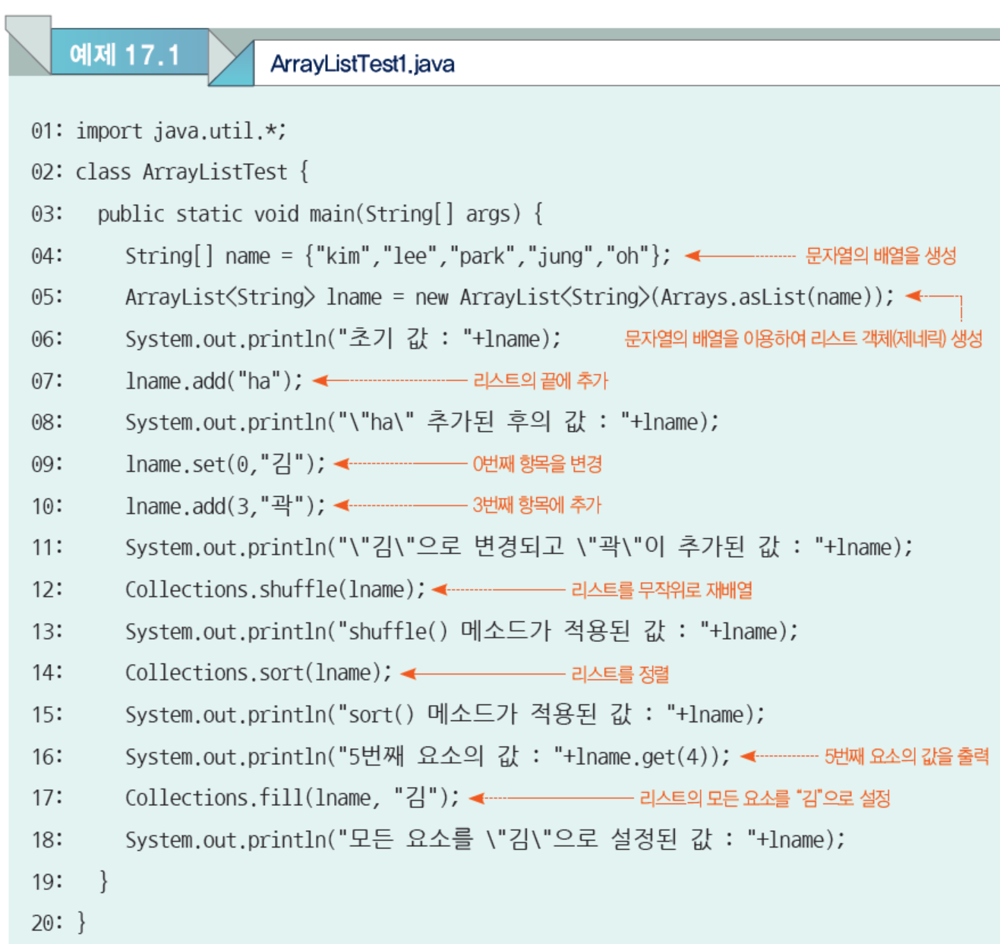 예제 17.1
ArrayListTest1.java
01: import java.util.*;
02: class ArrayListTest {
03: public static void main(String[] args) {
04: String[] name = {"kim","lee","park","jung","oh"}; 문자열의 배열을 생성
05: ArrayList<String> lname = new ArrayList<String>(Arrays.asList(name));
06: System.out.println("초기 값 : "+lname); 문자열의 배열을 이용하여 리스트 객체(제네릭) 생성
07: lname.add("ha"); 리스트의 끝에 추가
08: System.out.println("\"ha\" 추가된 후의 값 : "+lname);
09: lname.set(0,"김"); 0번째 항목을 변경
10: lname.add(3,"곽"); 3번째 항목에 추가
11: System.out.println("\"김\"으로 변경되고 \"곽\"이 추가된 값 : "+lname);
12: Collections.shuffle(lname); 리스트를 무작위로 재배열
13: System.out.println("shuffle() 메소드가 적용된 값 : "+lname);
14: Collections.sort(lname); 리스트를 정렬
15: System.out.println("sort() 메소드가 적용된 값 : "+lname);
16: System.out.println("5번째 요소의 값 : "+lname.get(4)); 5번째 요소의 값을 출력
17: Collections.fill(lname, "김"); 리스트의 모든 요소를 "김"으로 설정
18: System.out.println("모든 요소를 \"김\"으로 설정된 값 : "+lname);
19: }
20: }